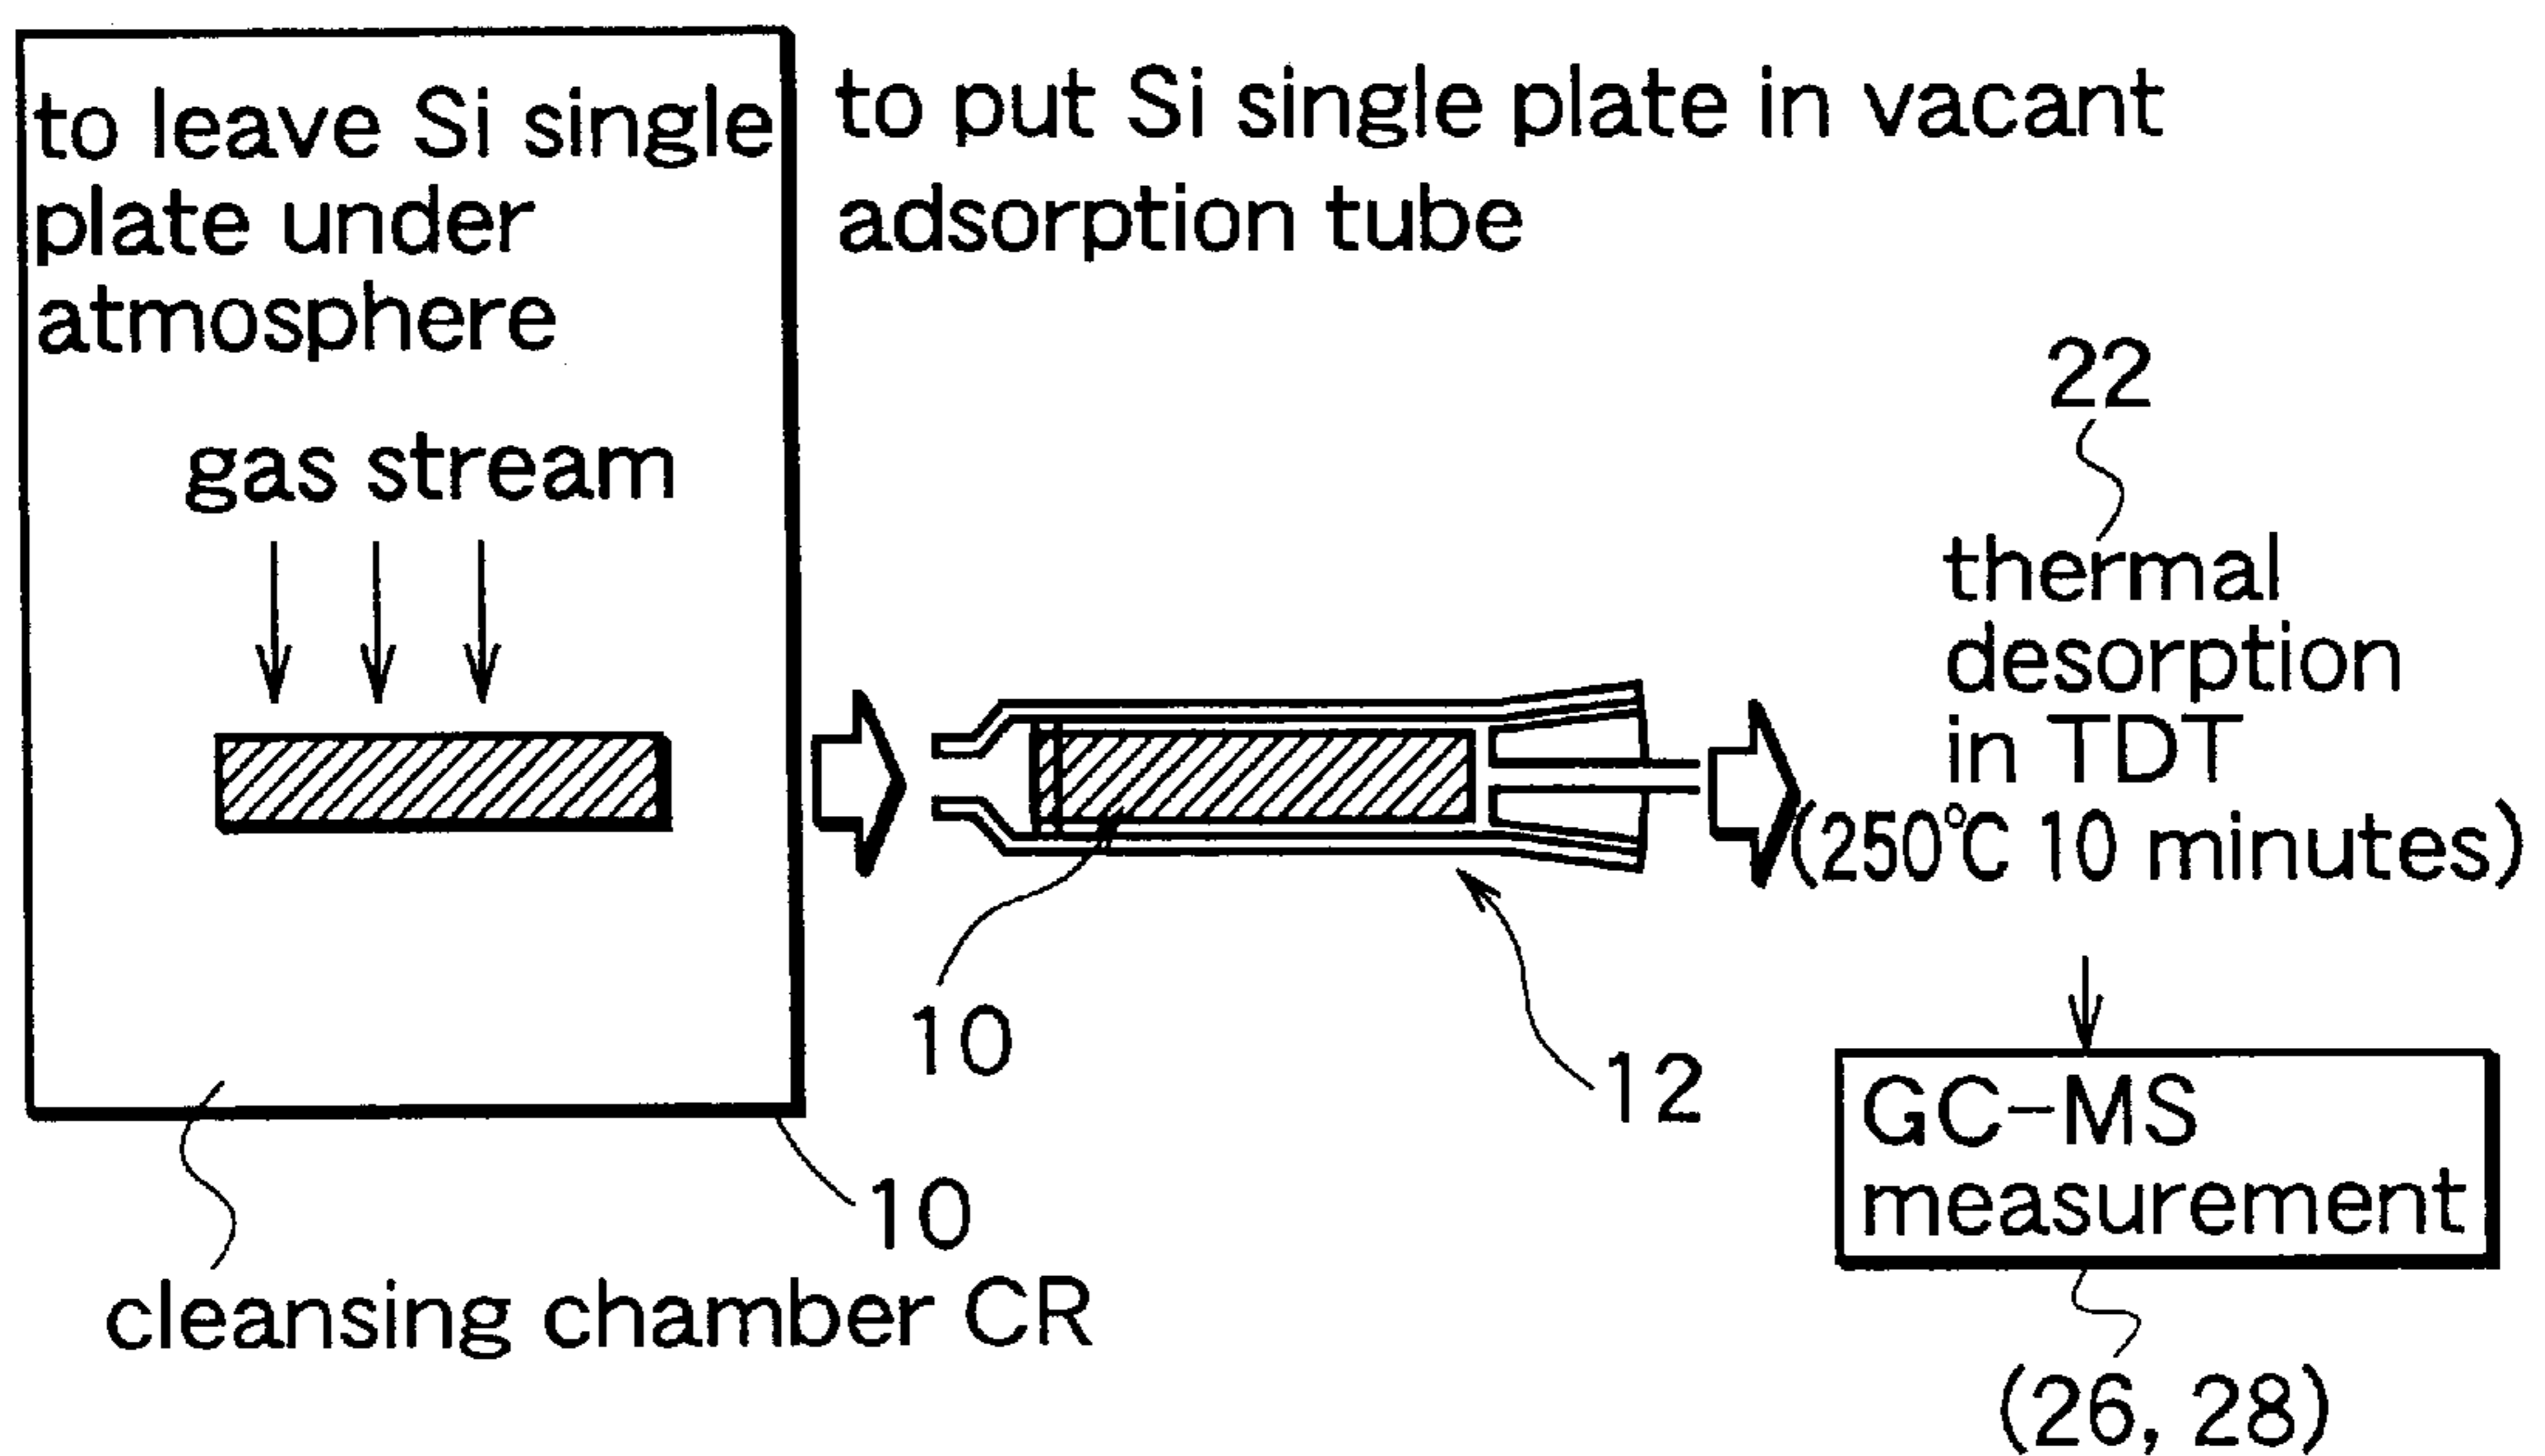 to leave Si single
plate under
atmosphere
gas stream
to put Si single plate in vacant
adsorption tube
22
thermal
desorption
in TDT
(250℃ 10 minutes)
10
12
GC-MS
measurement
10
cleansing chamber CR
(26, 28)